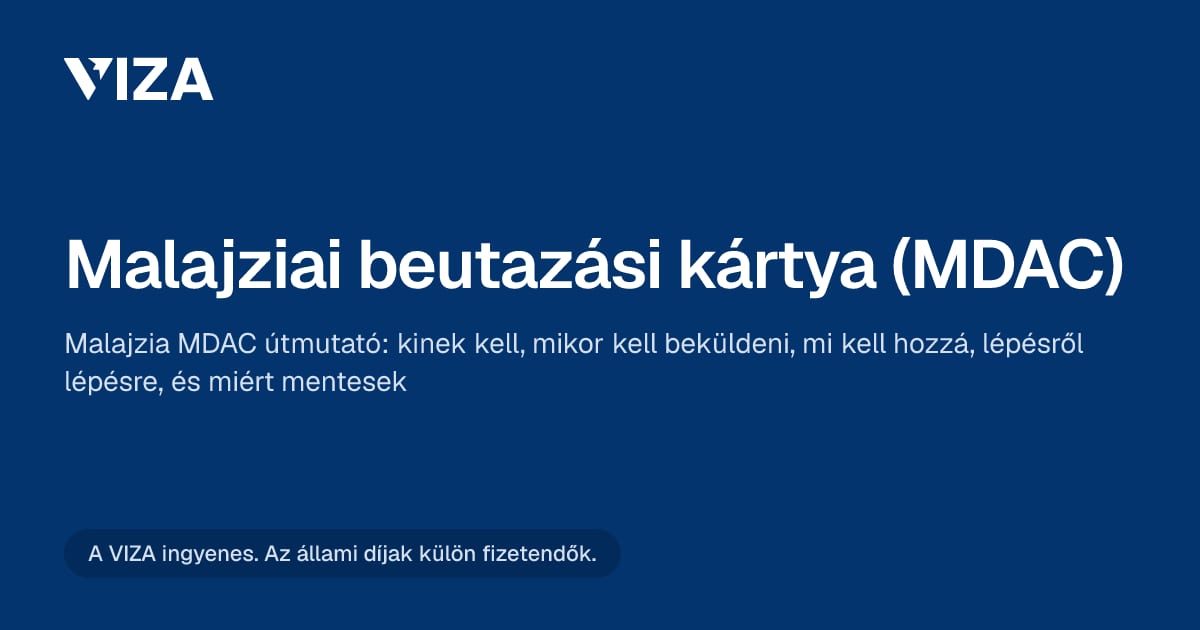 VIZA
Malajziai beutazási kártya (MDAC)
Malajzia MDAC útmutató: kinek kell, mikor kell beküldeni, mi kell hozzá, lépésről
lépésre, és miért mentesek
A VIZA ingyenes. Az állami díjak külön fizetendők.